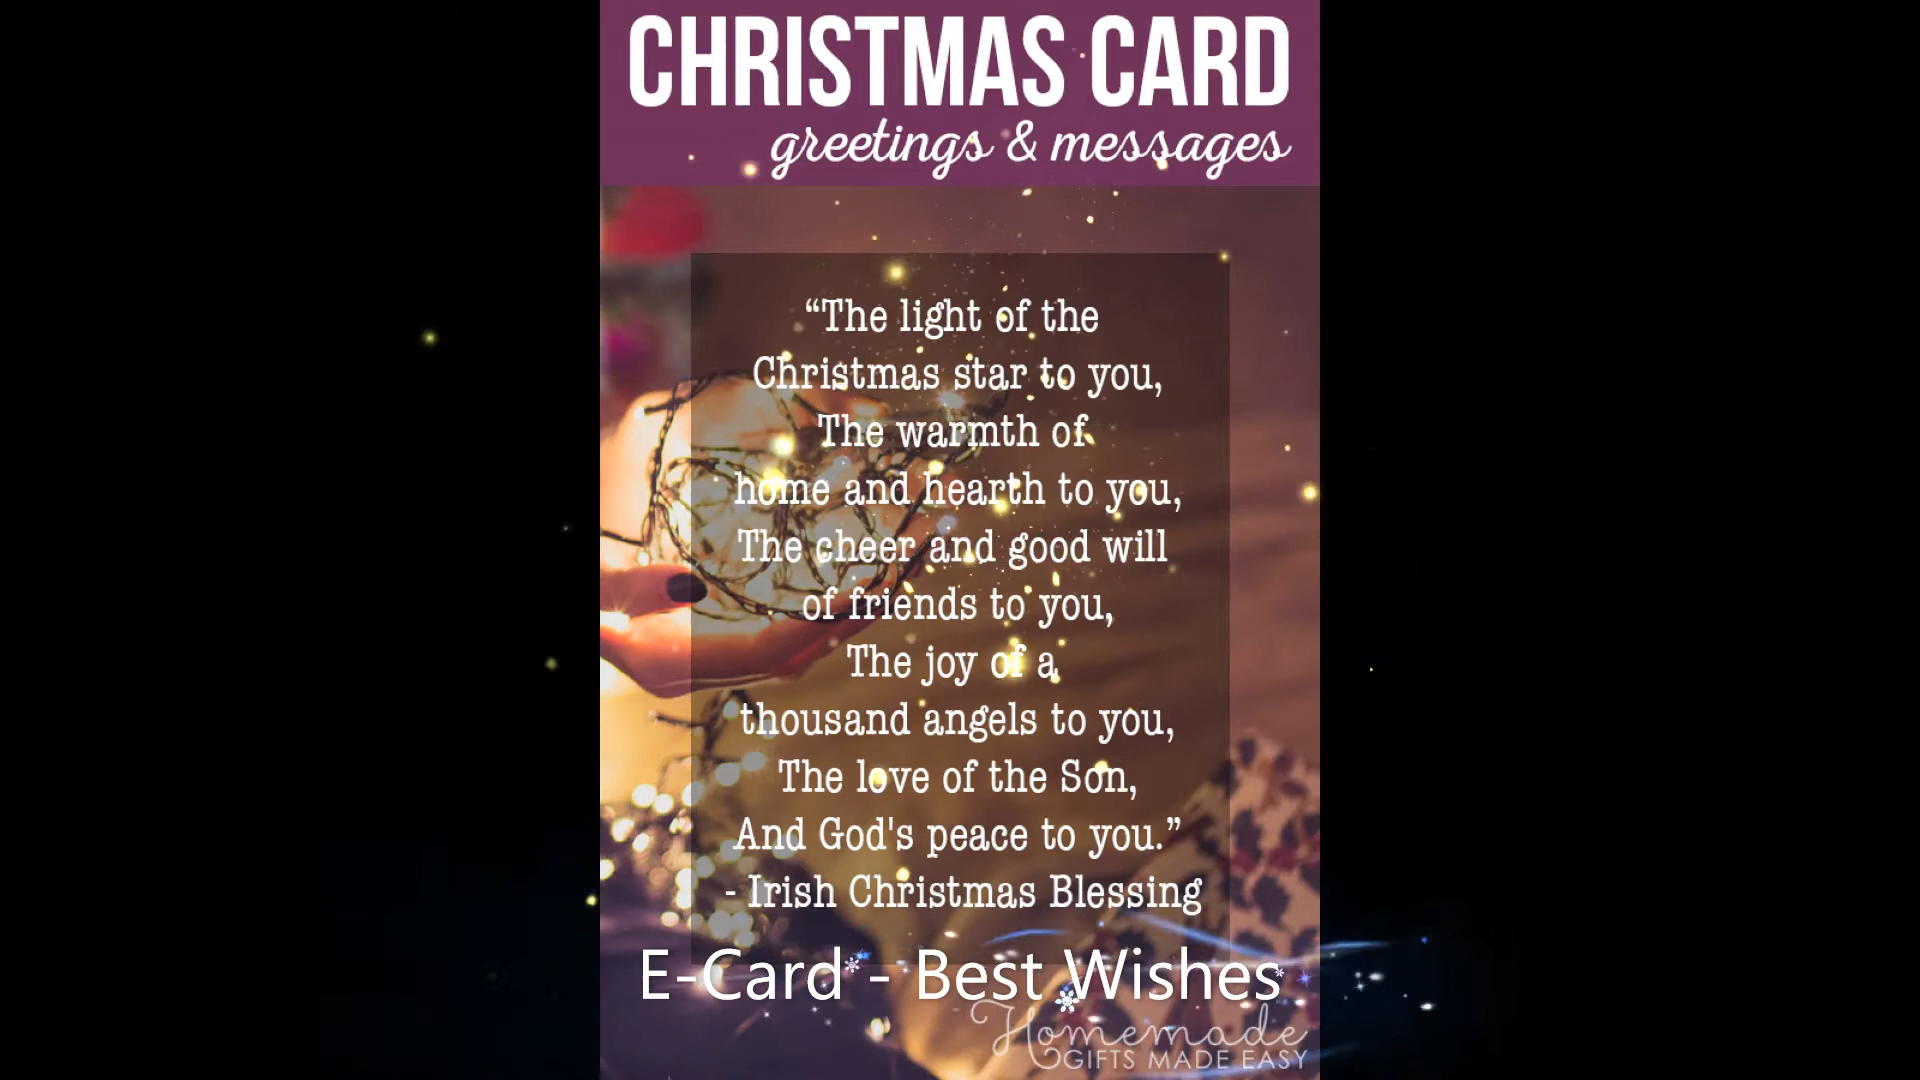 CHRISTMAS CARD
greetings & messages
“The light of the
Christmas star to you,
The warmth of
home and hearth to you,
The cheer and good will
of friends to you,
The joy of a
thousand angels to you,
The love of the Son,
And God's peace to you.”
- Irish Christmas Blessing
E-Card - Best Wishes
Homemade
GIFTS MADE EASY